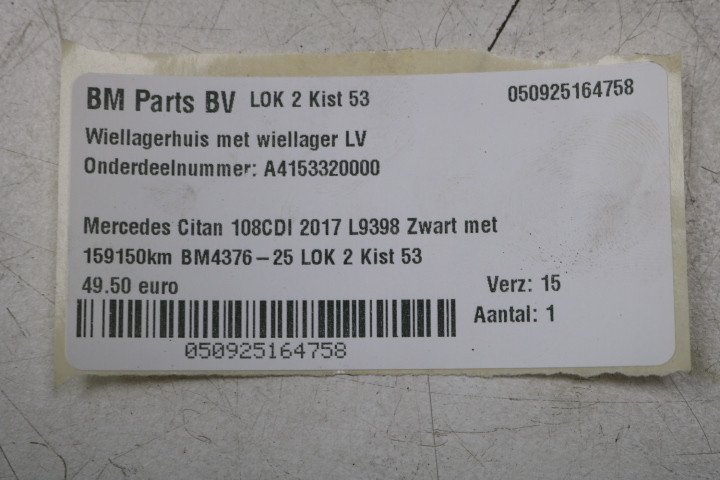 BM Parts BV LOK 2 Kist 53 050925164758
Wiellagerhuis met wiellager LV
Onderdeelnummer: A4153320000
Mercedes Citan 108CDI 2017 L9398 Zwart met
159150km BM4376-25 LOK 2 Kist 53
49.50 euro Verz: 15
Aantal: 1
050925164758